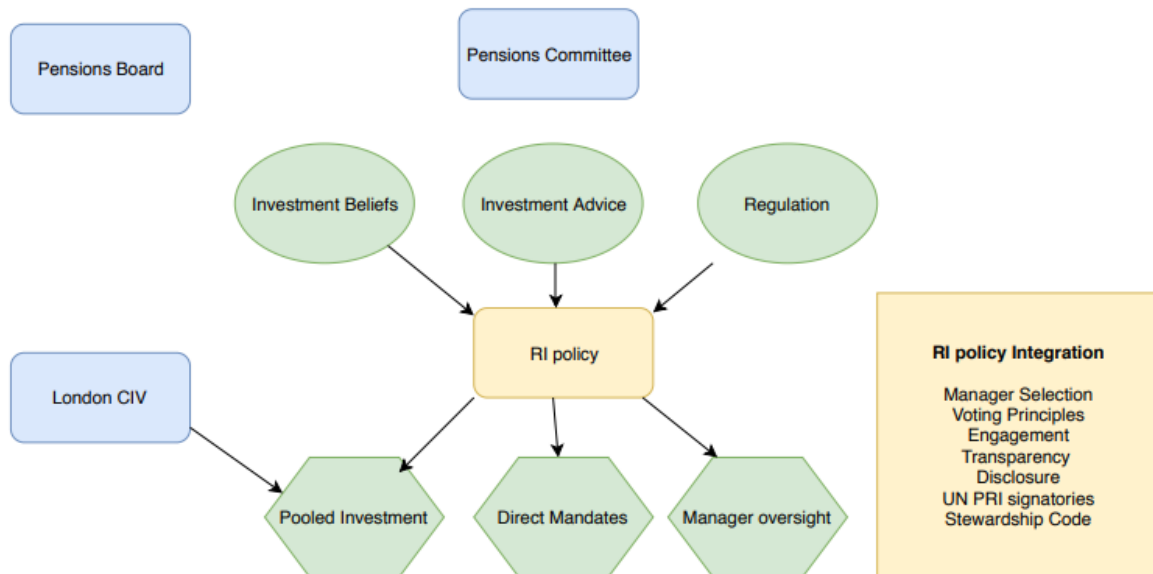 Pensions Board
Pensions Committee
Investment Beliefs
Investment Advice
Regulation
RI policy
London CIV
Pooled Investment
Direct Mandates
Manager oversight
RI policy Integration
Manager Selection
Voting Principles
Engagement
Transparency
Disclosure
UN PRI signatories
Stewardship Code